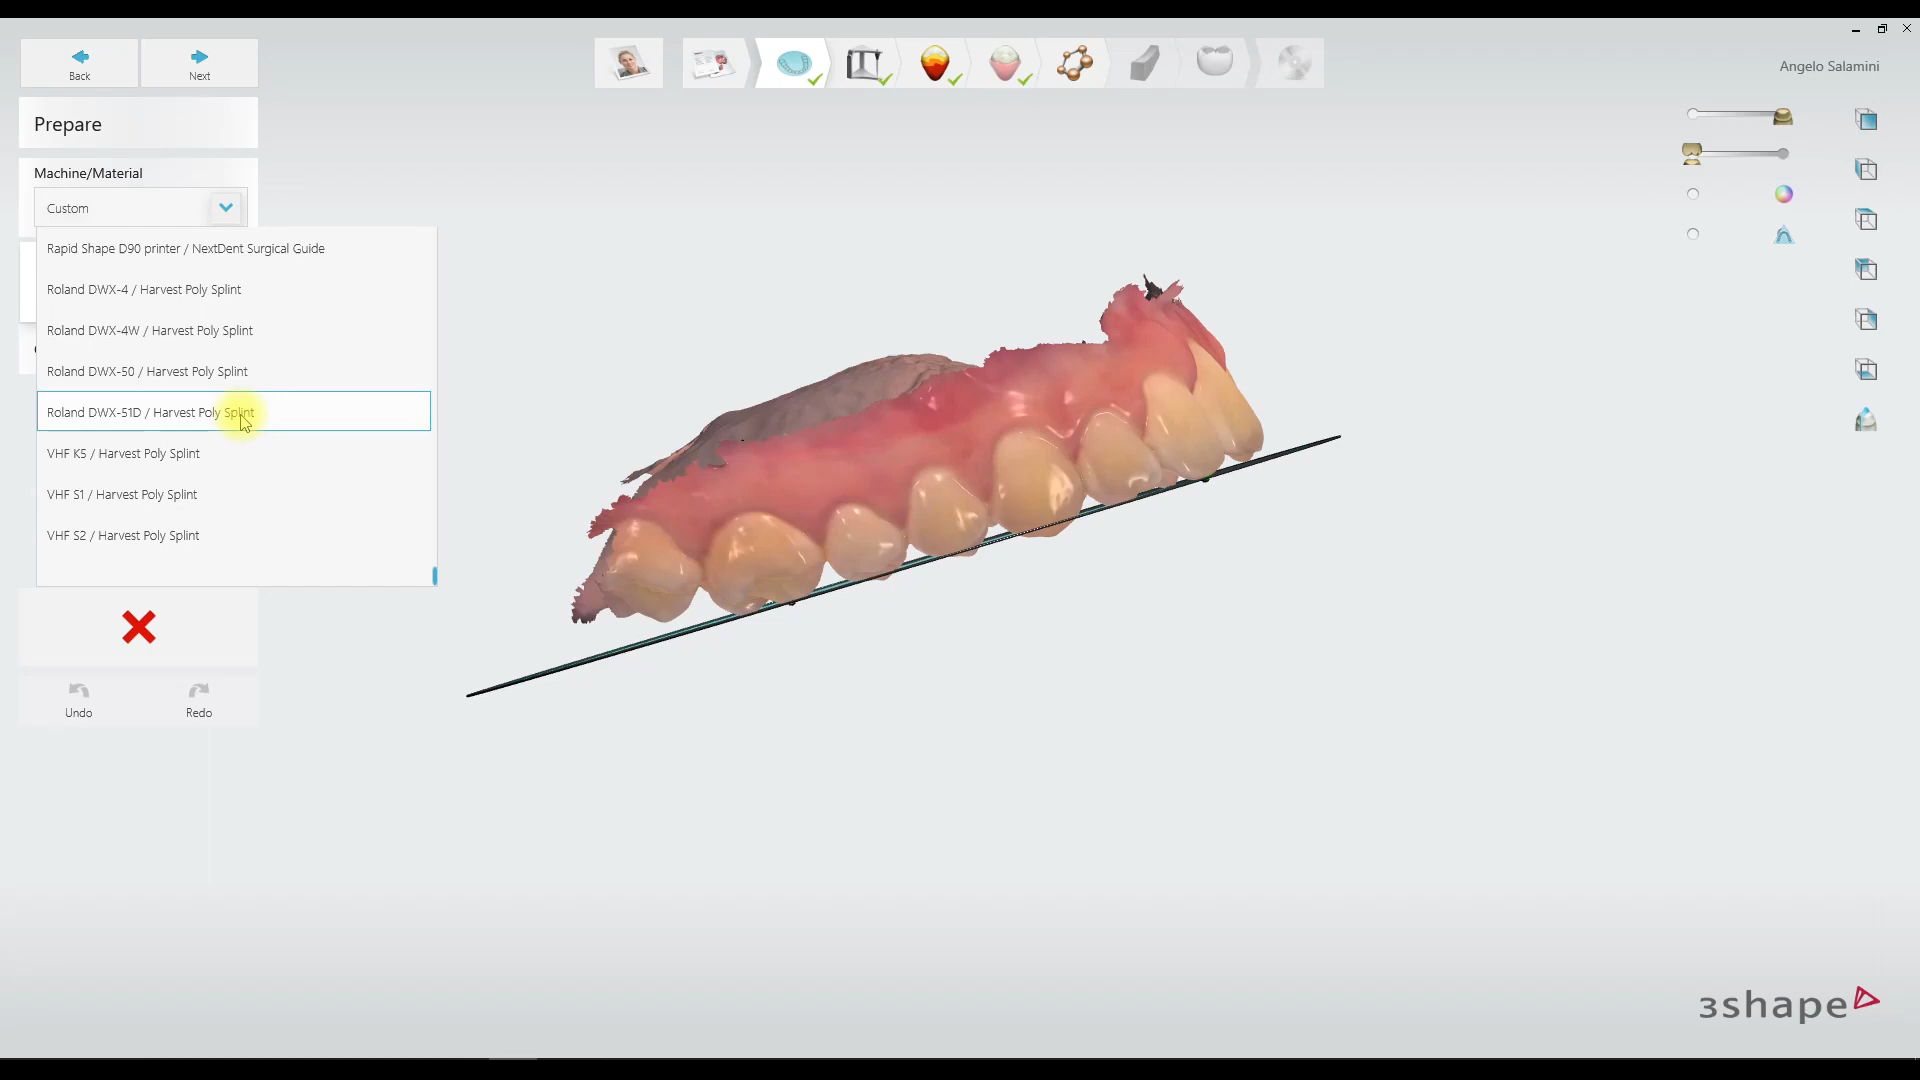 Back
Next
Angelo Salamini
Prepare
Machine/Material
Custom
Rapid Shape D90 printer / NextDent Surgical Guide
Roland DWX-4 / Harvest Poly Splint
Roland DWX-4W / Harvest Poly Splint
Roland DWX-50 / Harvest Poly Splint
Roland DWX-51D / Harvest Poly Splint
VHF K5 / Harvest Poly Splint
VHF S1 / Harvest Poly Splint
VHF S2 / Harvest Poly Splint
Undo
Redo
3shape